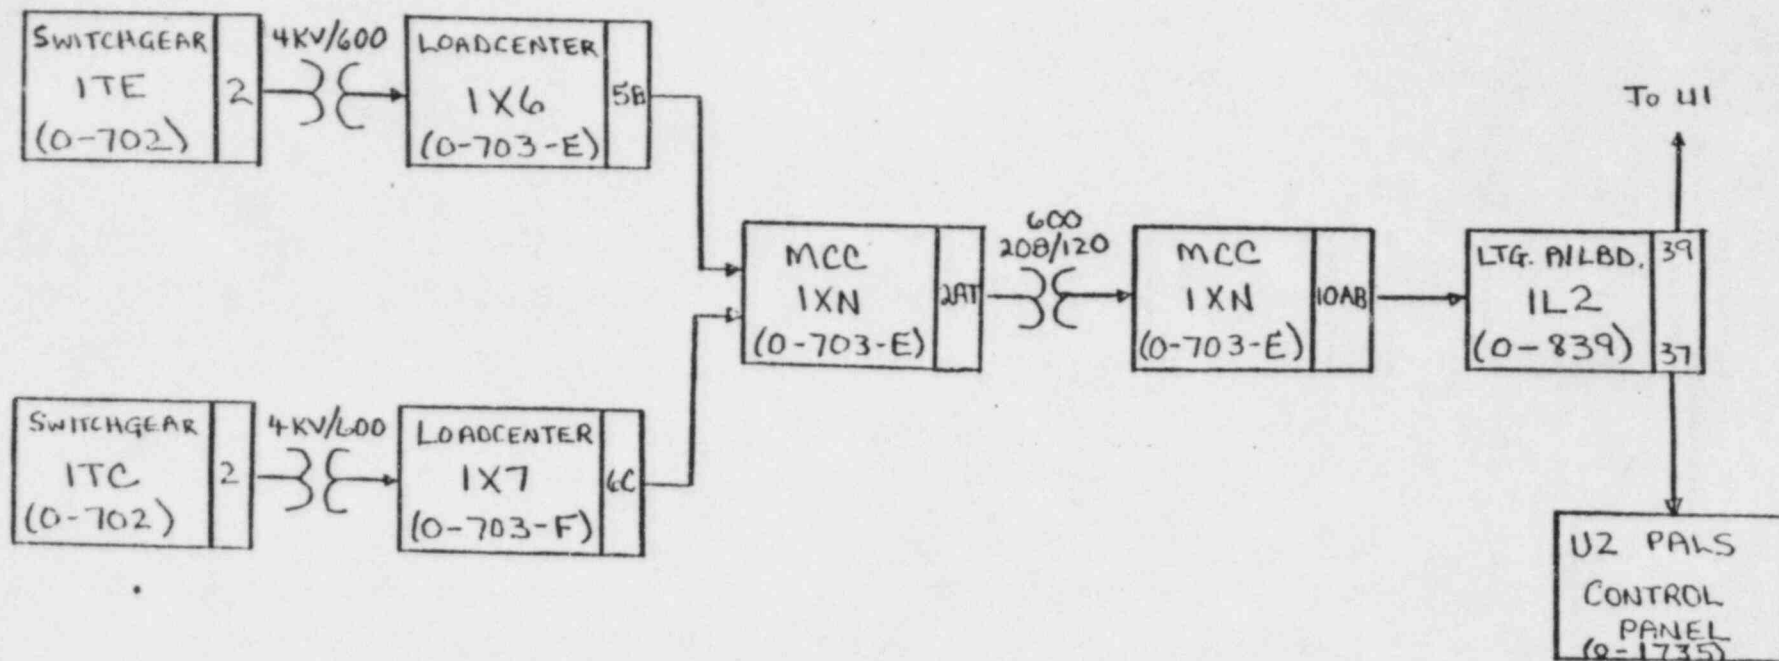 SWITCHGEAR
1TE
(0-702)
2
4KV/600
LOADCENTER
1X6
(0-703-E)
5B
SWITCHGEAR
1TC
(0-702)
2
4KV/600
LOADCENTER
1X7
(0-703-F)
6C
MCC
1XN
(0-703-E)
2AT
600
208/120
MCC
1XN
(0-703-E)
10AB
LTG. PNLBD.
1L2
(0-839)
39
37
To U1
U2 PALS
CONTROL
PANEL
(0-1735)